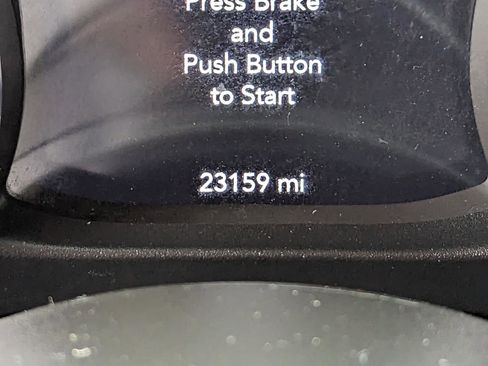 Press Brake
and
Push Button
to Start
23159 mi